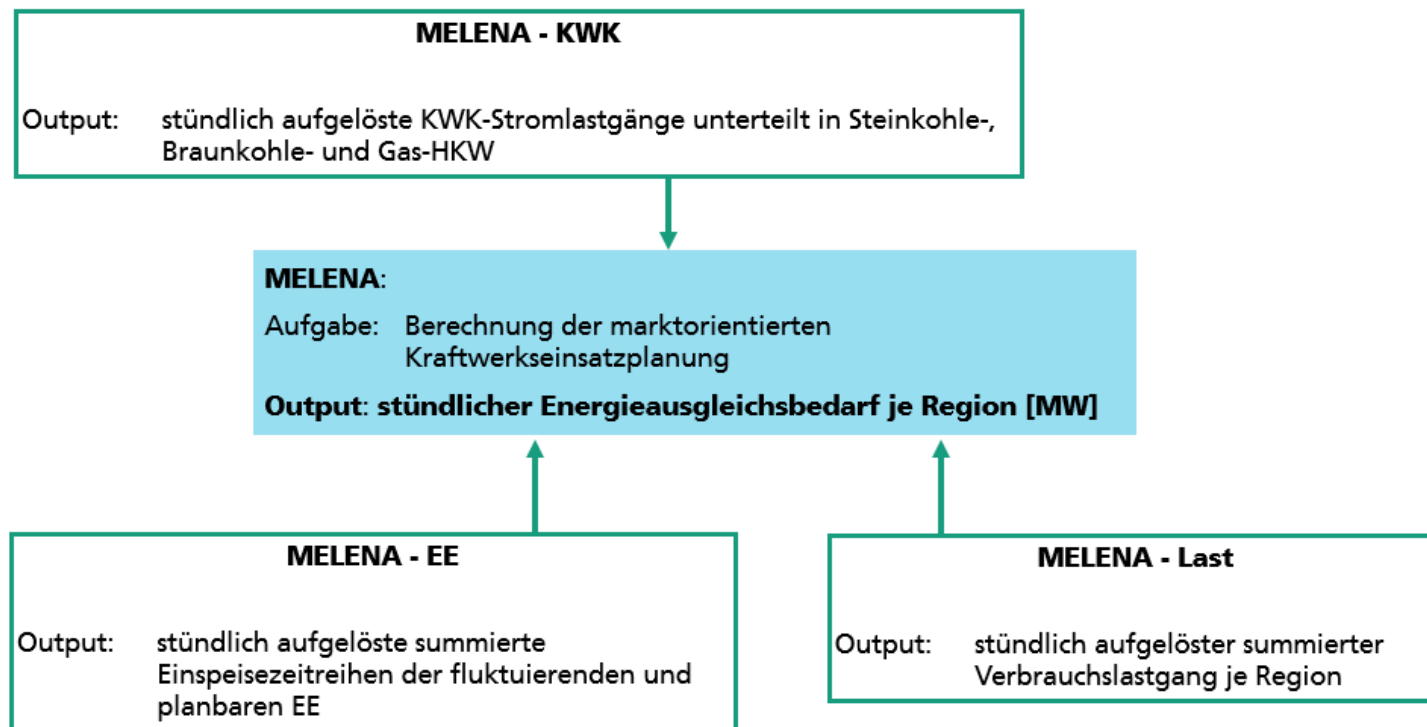 MELENA - KWK
Output: stündlich aufgelöste KWK-Stromlastgänge unterteilt in Steinkohle-,
Braunkohle- und Gas-HKW
MELENA:
Aufgabe: Berechnung der marktorientierten
Kraftwerkseinsatzplanung
Output: stündlicher Energieausgleichsbedarf je Region [MW]
MELENA - EE
Output: stündlich aufgelöste summierte
Einspeisezeitreihen der fluktuierenden und
planbaren EE
MELENA - Last
Output: stündlich aufgelöster summierter
Verbrauchslastgang je Region